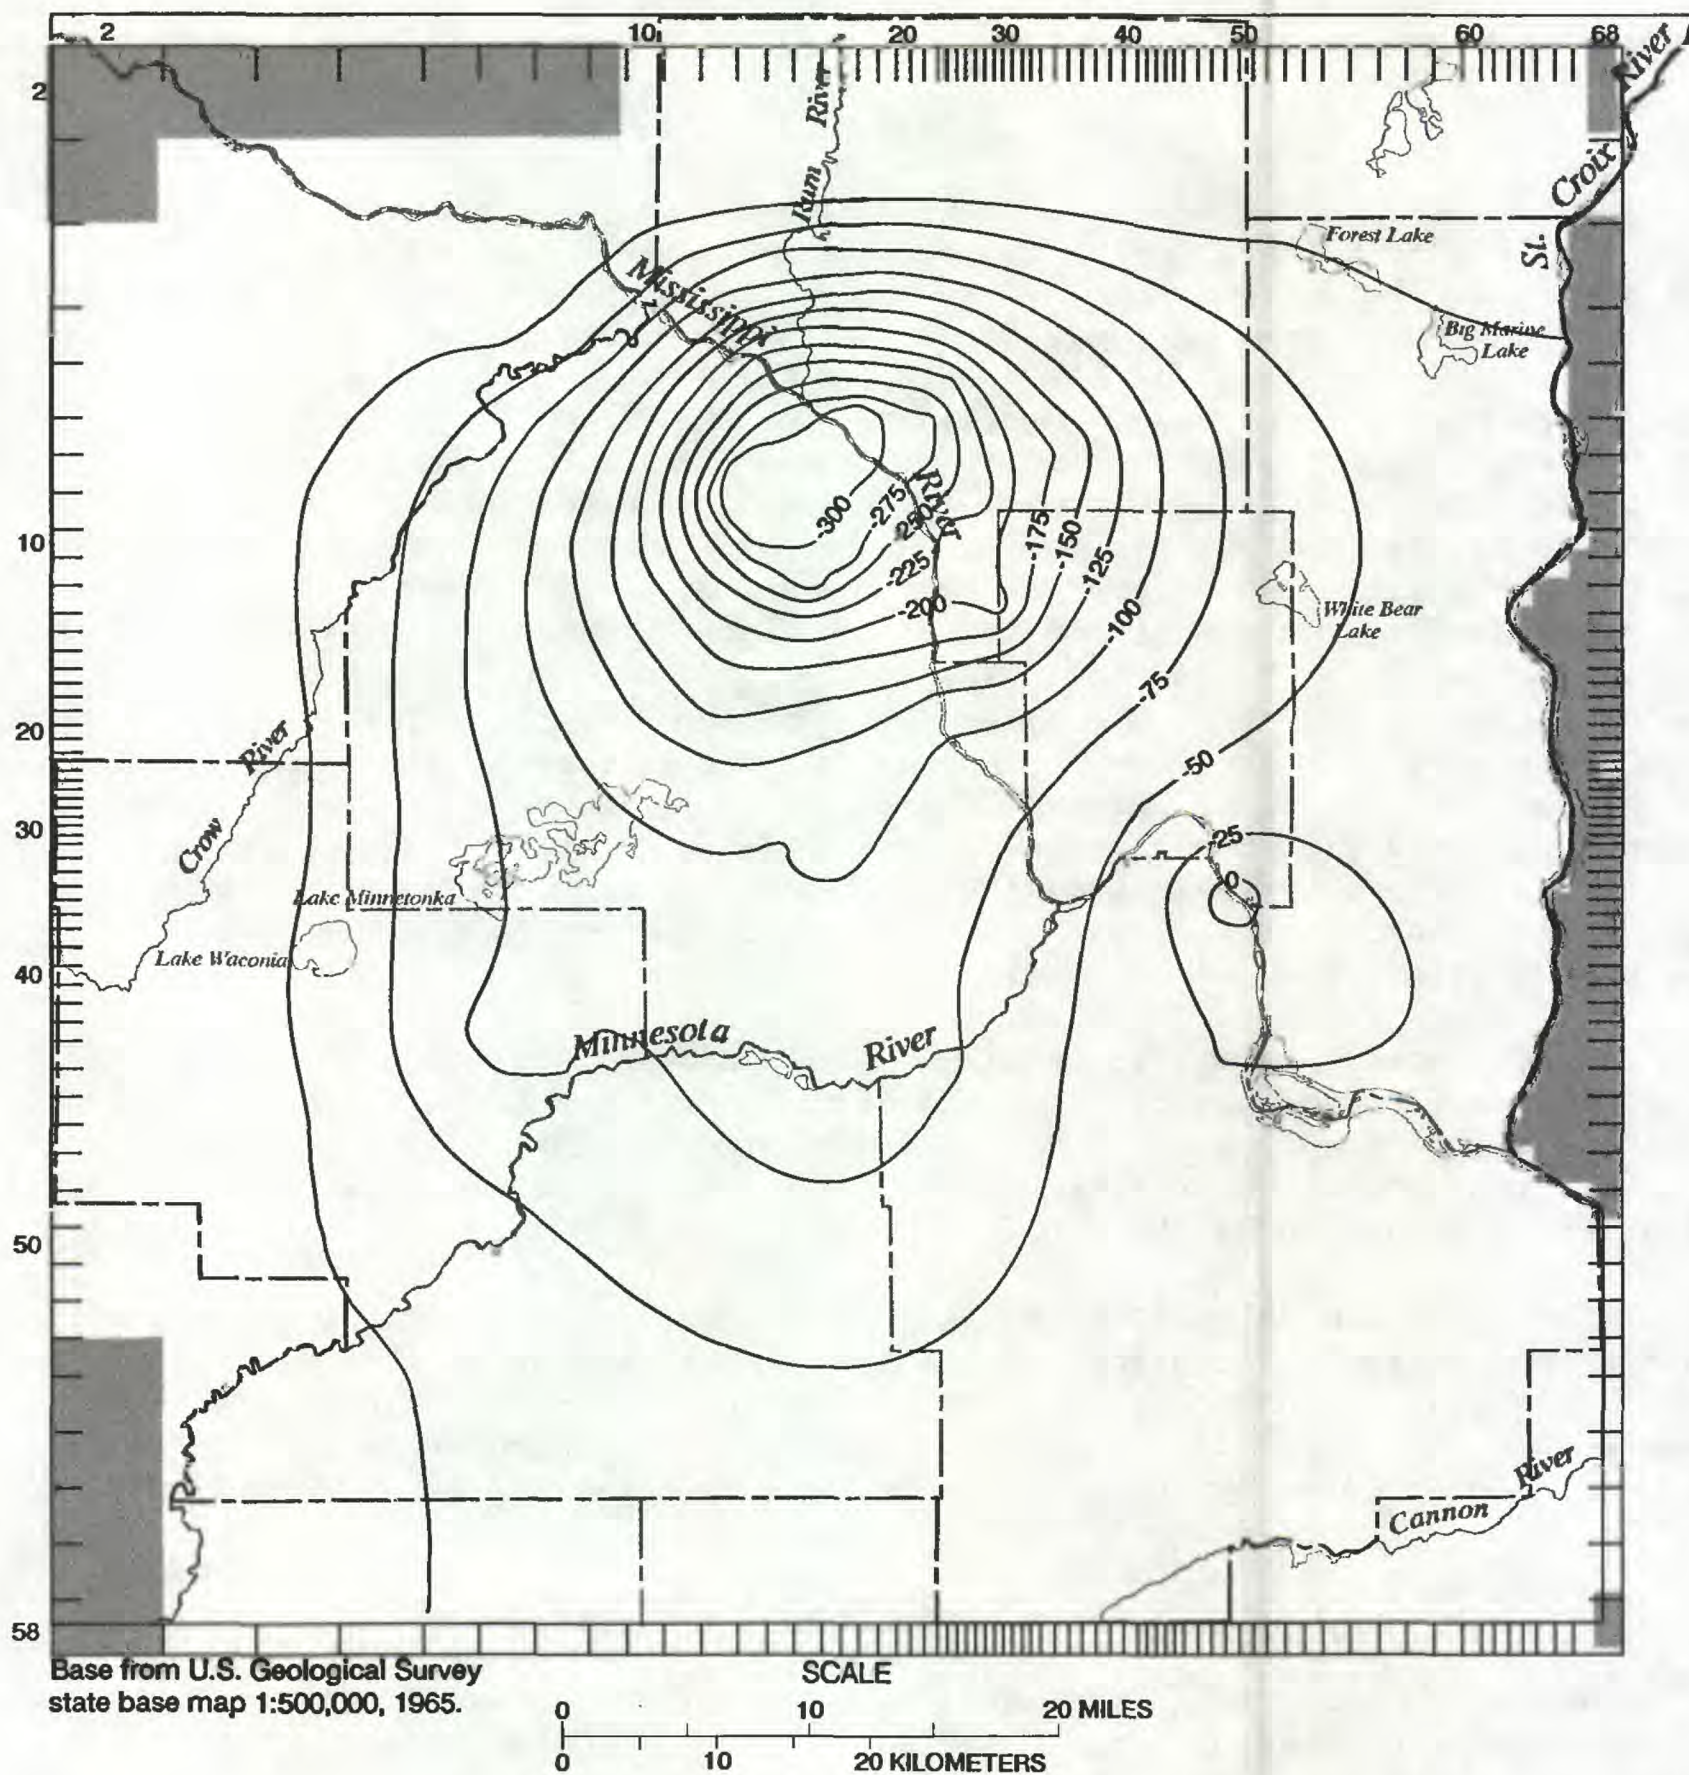 2 10 20 30 40 50 60 68
2
10
20
30
40
50
58
River
Rum
River
St. Croix
Forest Lake
Mississippi
River
Big Marine
Lake
-300
-275
-250
-225
-200
-175
-150
-125
-100
-75
-50
-25
0
White Bear
Lake
Crow
River
Lake Minnetonka
Lake Waconia
Minnesota
River
Cannon
River
Base from U.S. Geological Survey
state base map 1:500,000, 1965.
SCALE
0 10 20 MILES
0 10 20 KILOMETERS